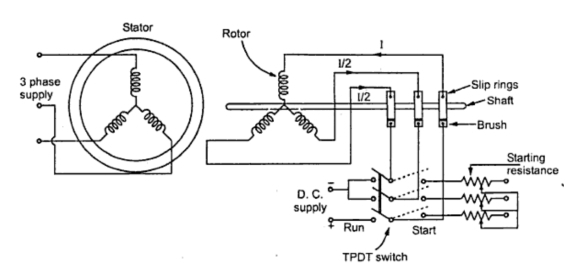 Stator
3 phase
supply
Rotor
I
I/2
I/2
Slip rings
Shaft
Brush
Starting
resistance
D. C.
supply
−
+
Run
Start
TPDT switch